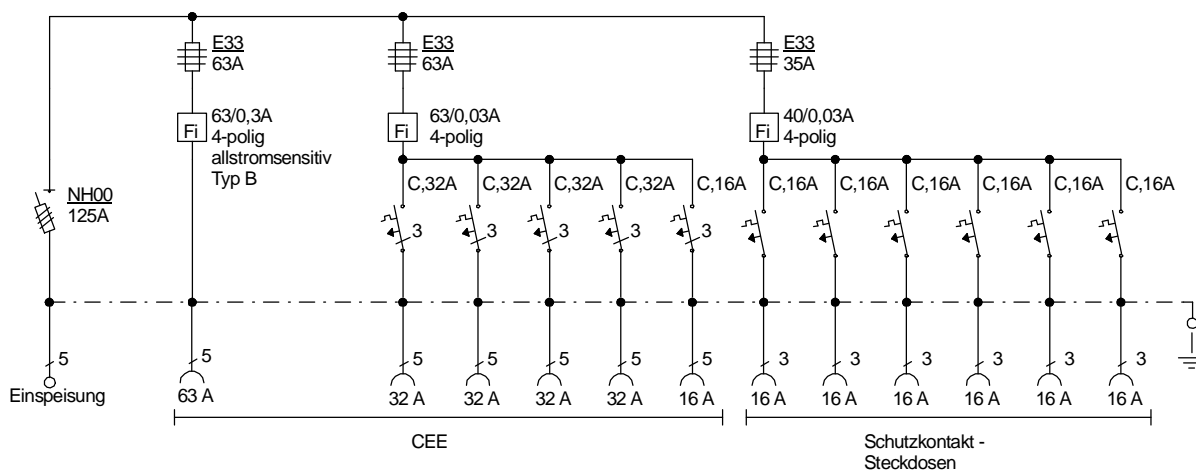 E33
63A
E33
63A
E33
35A
Fi
63/0,3A
4-polig
allstromsensitiv
Typ B
Fi
63/0,03A
4-polig
Fi
40/0,03A
4-polig
NH00
125A
C,32A
C,32A
C,32A
C,32A
C,16A
C,16A
C,16A
C,16A
C,16A
C,16A
C,16A
3
3
3
3
3
5
5
5
5
5
5
5
3
3
3
3
3
3
Einspeisung
63 A
32 A
32 A
32 A
32 A
16 A
16 A
16 A
16 A
16 A
16 A
16 A
CEE
Schutzkontakt -
Steckdosen